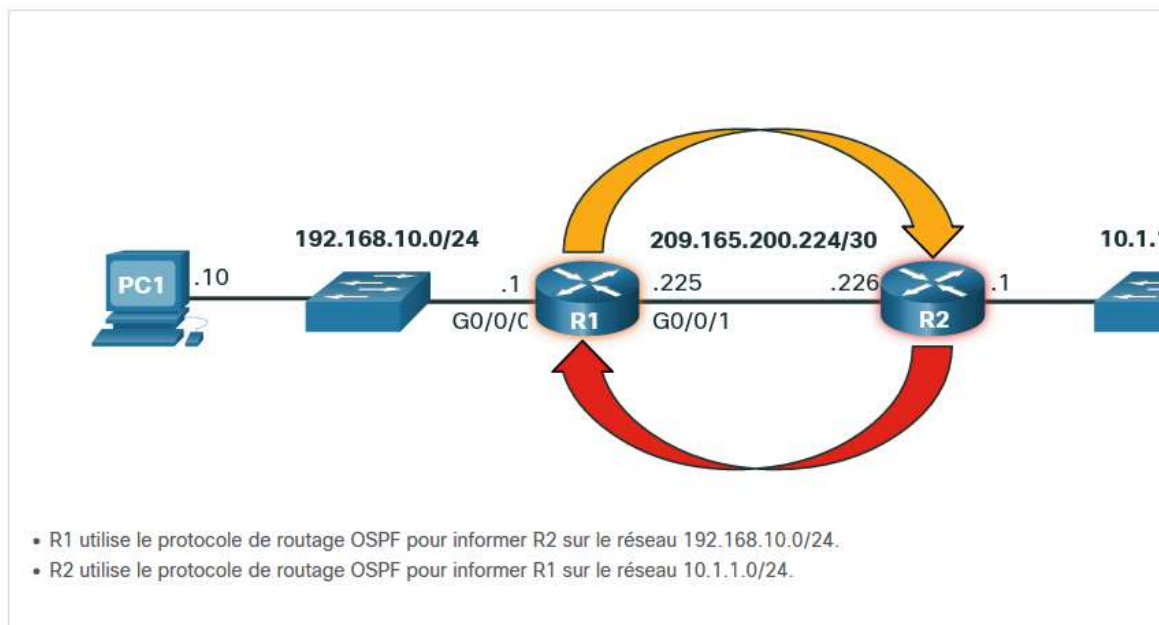 192.168.10.0/24
209.165.200.224/30
10.1.
PC1
.10
.1
.225
.226
.1
G0/0/0
R1
G0/0/1
R2
• R1 utilise le protocole de routage OSPF pour informer R2 sur le réseau 192.168.10.0/24.
• R2 utilise le protocole de routage OSPF pour informer R1 sur le réseau 10.1.1.0/24.